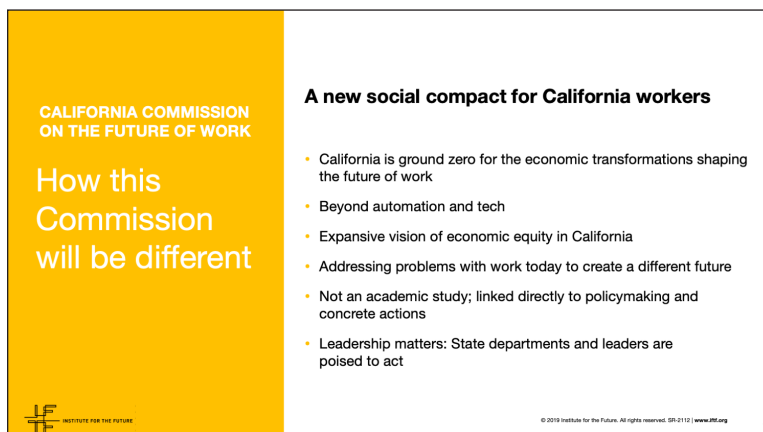 CALIFORNIA COMMISSION
ON THE FUTURE OF WORK
How this
Commission
will be different
A new social compact for California workers
• California is ground zero for the economic transformations shaping
the future of work
• Beyond automation and tech
• Expansive vision of economic equity in California
• Addressing problems with work today to create a different future
• Not an academic study; linked directly to policymaking and
concrete actions
• Leadership matters: State departments and leaders are
poised to act
INSTITUTE FOR THE FUTURE
© 2019 Institute for the Future. All rights reserved. SR-2112 | www.iftf.org